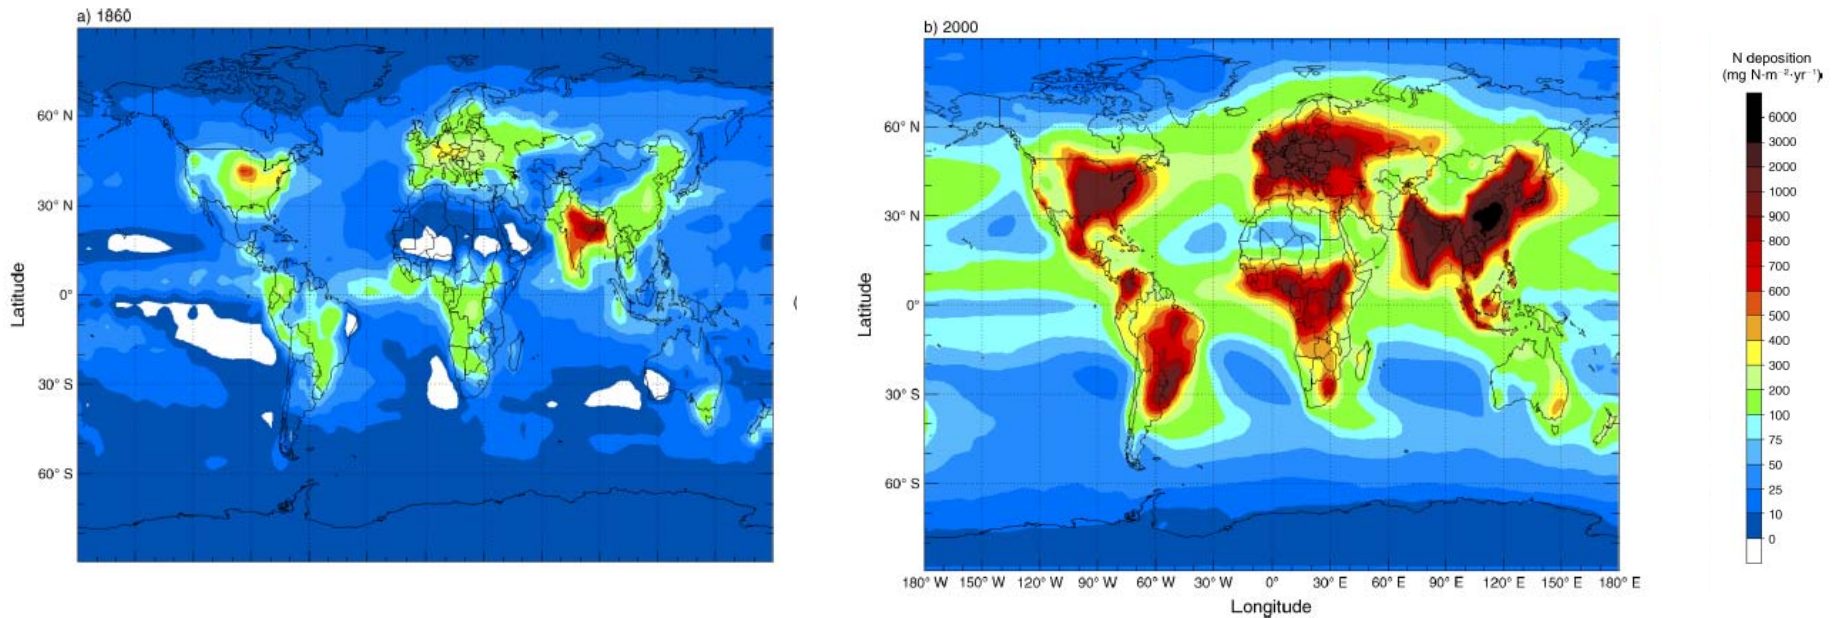 a) 1860
60° N
30° N
0°
30° S
60° S
Latitude
(
b) 2000
60° N
30° N
0°
30° S
60° S
Latitude
180° W 150° W 120° W 90° W 60° W 30° W 0° 30° E 60° E 90° E 120° E 150° E 180° E
Longitude
N deposition
(mg N·m⁻²·yr⁻¹)
6000
3000
2000
1000
900
800
700
600
500
400
300
200
100
75
50
25
10
0